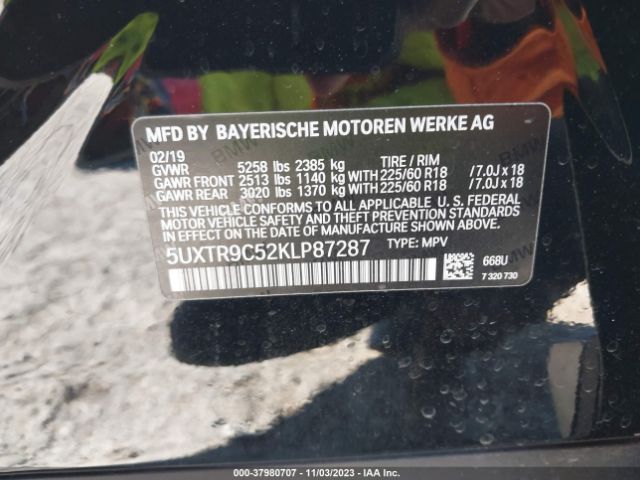 MFD BY BAYERISCHE MOTOREN WERKE AG
02/19
GVWR 5258 lbs 2385 kg TIRE / RIM
GAWR FRONT 2513 lbs 1140 kg WITH 225/60 R18 / 7.0J x 18
GAWR REAR 3020 lbs 1370 kg WITH 225/60 R18 / 7.0J x 18
THIS VEHICLE CONFORMS TO ALL APPLICABLE U. S. FEDERAL
MOTOR VEHICLE SAFETY, BUMPER AND THEFT PREVENTION
STANDARDS IN EFFECT ON THE DATE OF MANUFACTURE
SHOWN ABOVE.
5UXTR9C52KLP87287 TYPE: MPV
668U
7 320 730
000-37980707 - 11/03/2023 - IAA Inc.